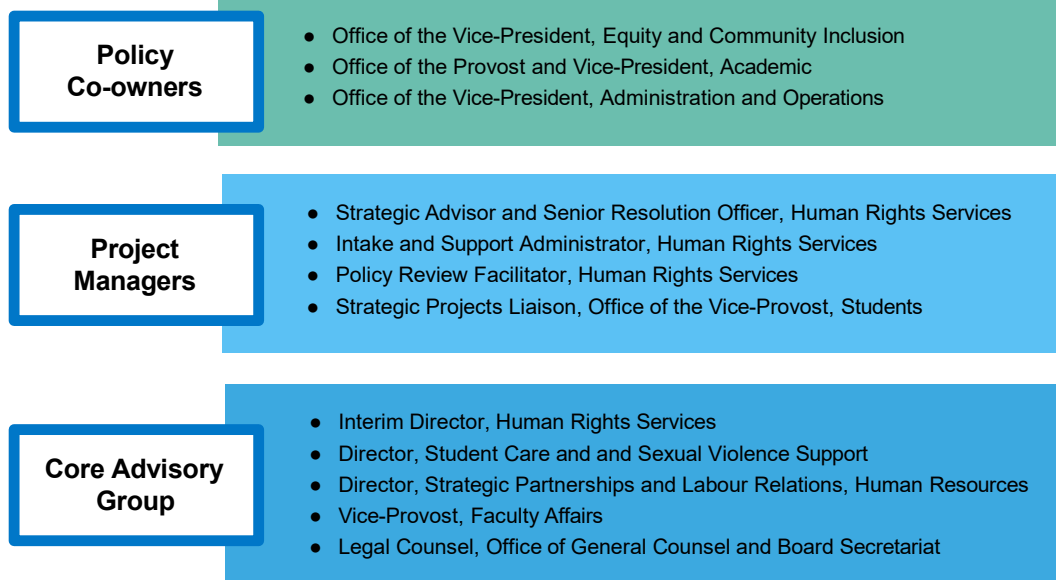 Policy
Co-owners
● Office of the Vice-President, Equity and Community Inclusion
● Office of the Provost and Vice-President, Academic
● Office of the Vice-President, Administration and Operations
Project
Managers
● Strategic Advisor and Senior Resolution Officer, Human Rights Services
● Intake and Support Administrator, Human Rights Services
● Policy Review Facilitator, Human Rights Services
● Strategic Projects Liaison, Office of the Vice-Provost, Students
Core Advisory
Group
● Interim Director, Human Rights Services
● Director, Student Care and and Sexual Violence Support
● Director, Strategic Partnerships and Labour Relations, Human Resources
● Vice-Provost, Faculty Affairs
● Legal Counsel, Office of General Counsel and Board Secretariat